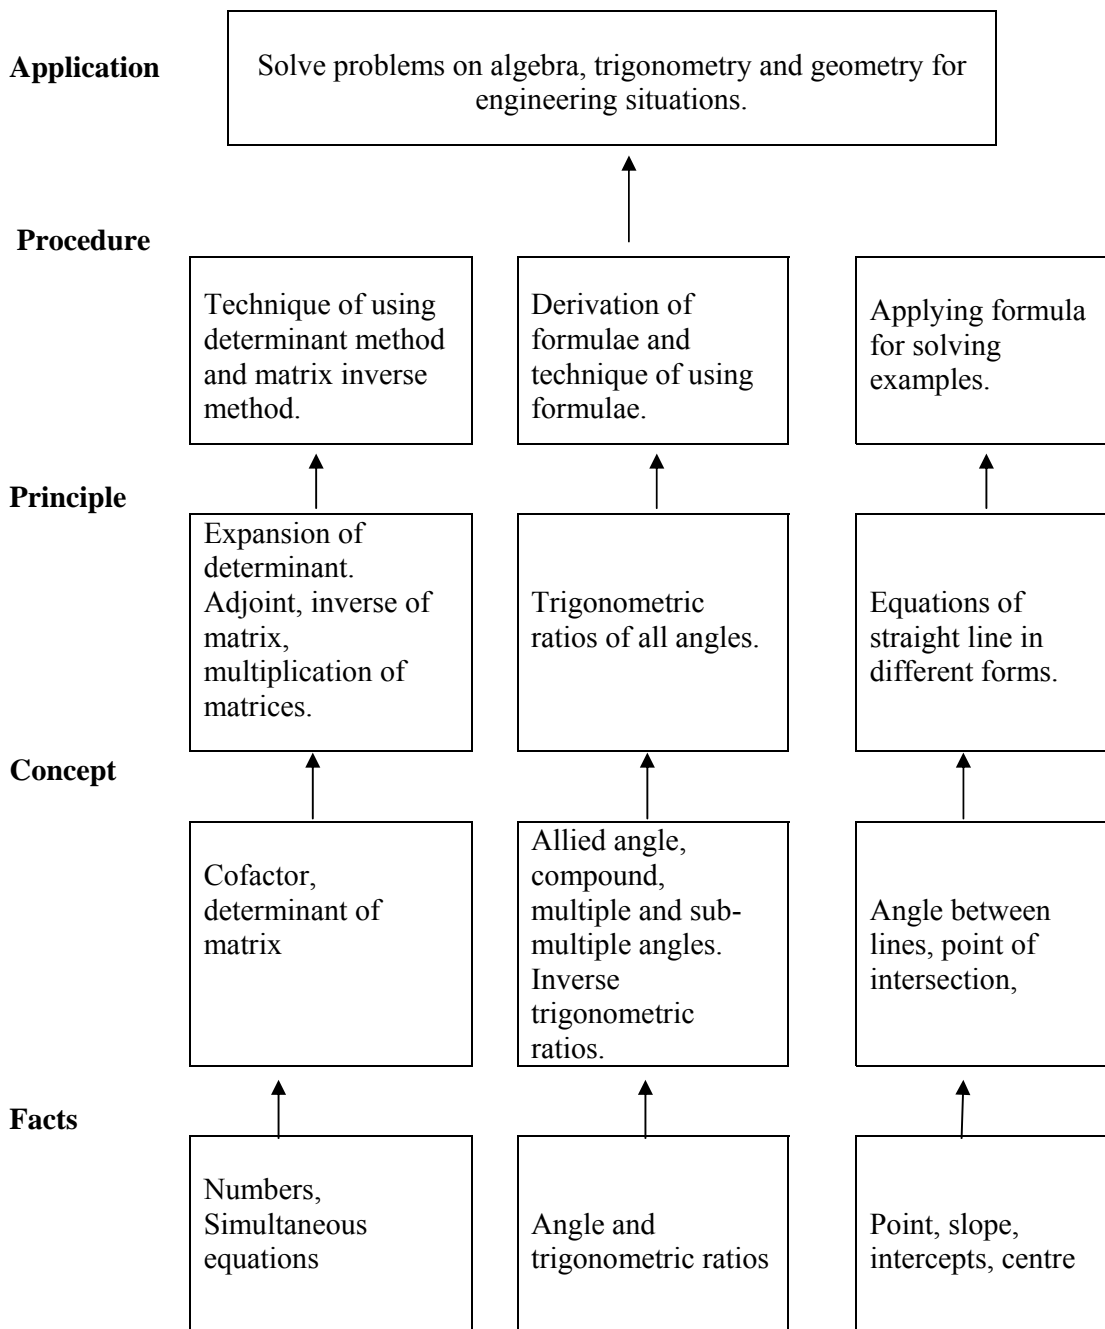 Application
Solve problems on algebra, trigonometry and geometry for
engineering situations.
Procedure
Technique of using
determinant method
and matrix inverse
method.
Derivation of
formulae and
technique of using
formulae.
Applying formula
for solving
examples.
Principle
Expansion of
determinant.
Adjoint, inverse of
matrix,
multiplication of
matrices.
Trigonometric
ratios of all angles.
Equations of
straight line in
different forms.
Concept
Cofactor,
determinant of
matrix
Allied angle,
compound,
multiple and sub-
multiple angles.
Inverse
trigonometric
ratios.
Angle between
lines, point of
intersection,
Facts
Numbers,
Simultaneous
equations
Angle and
trigonometric ratios
Point, slope,
intercepts, centre